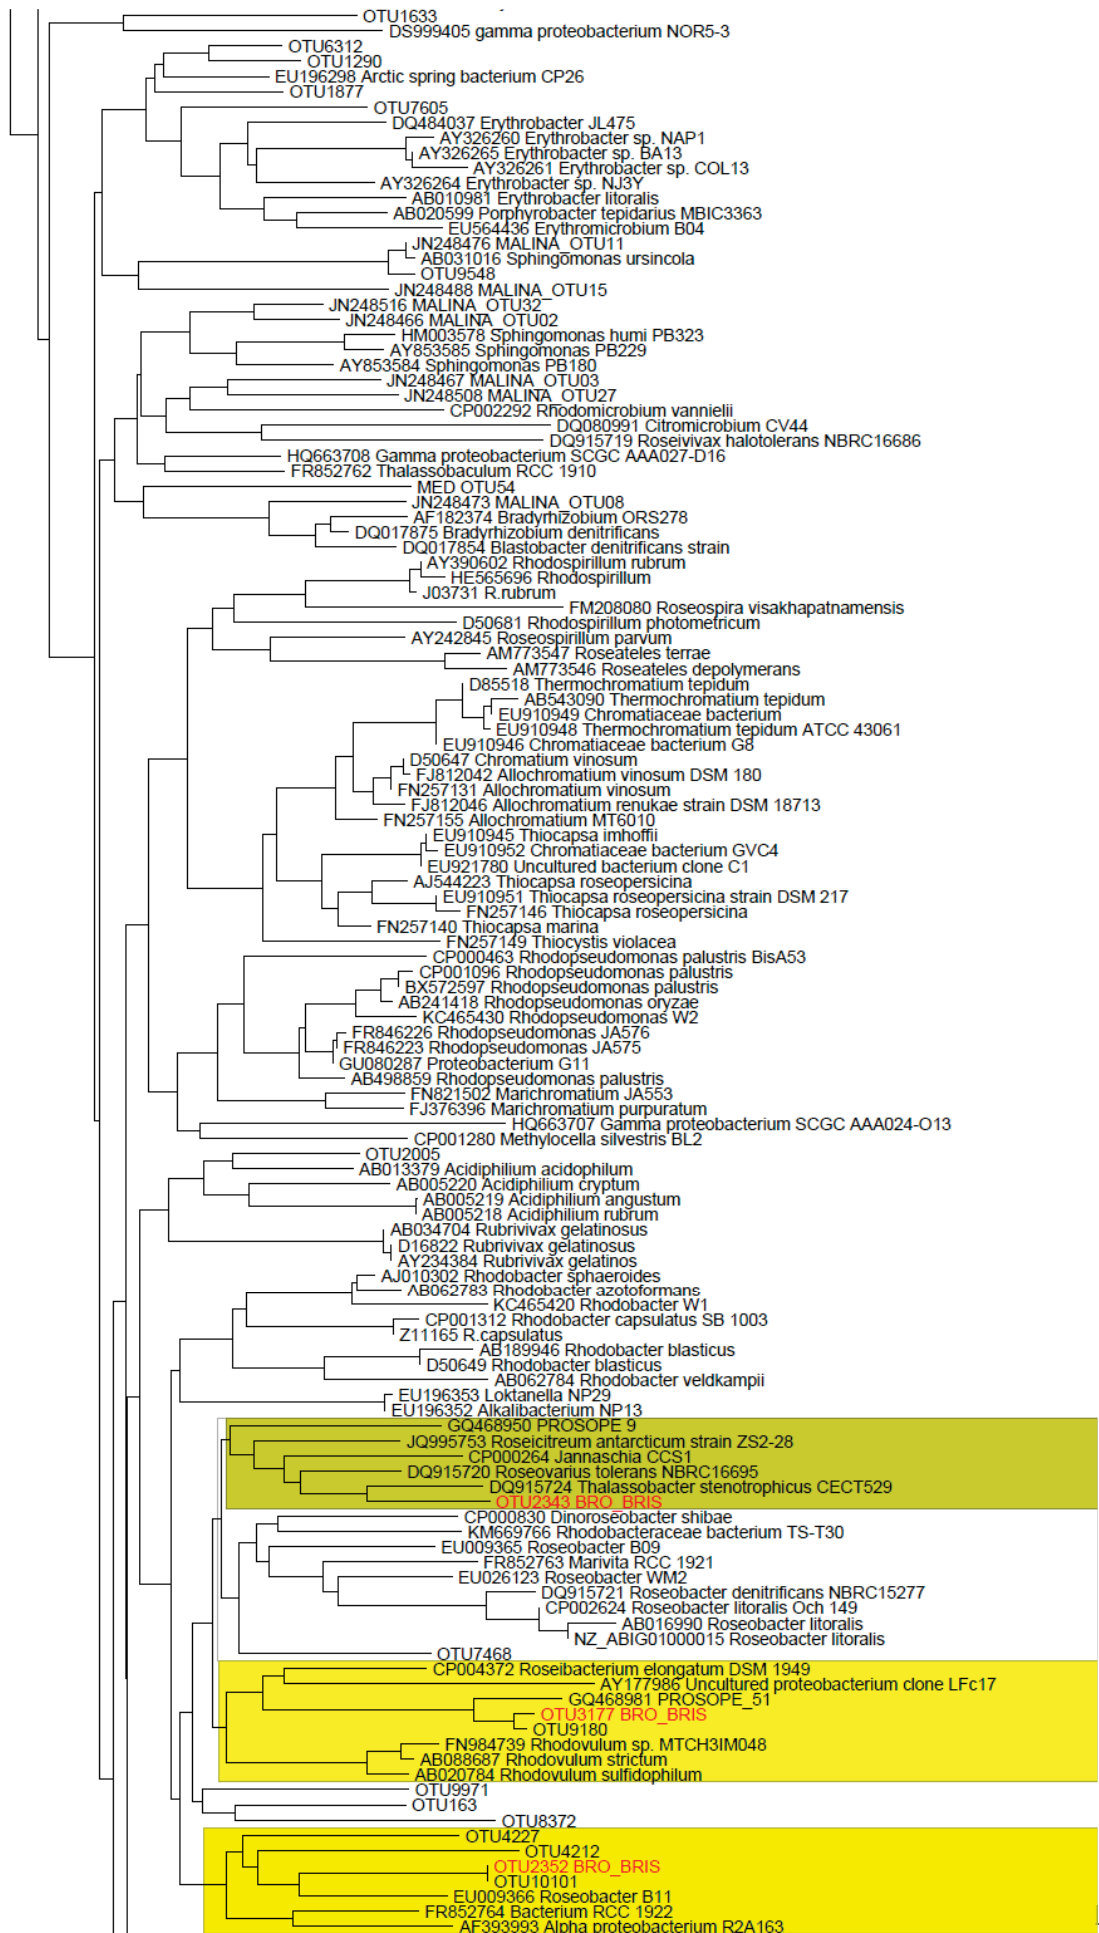 OTU1633
DS999405 gamma proteobacterium NOR5-3
OTU6312
OTU1290
EU196298 Arctic spring bacterium CP26
OTU1877
OTU7605
DQ484037 Erythrobacter JL475
AY326260 Erythrobacter sp. NAP1
AY326265 Erythrobacter sp. BA13
AY326261 Erythrobacter sp. COL13
AY326264 Erythrobacter sp. NJ3Y
AB010981 Erythrobacter litoralis
AB020599 Porphyrobacter tepidarius MBIC3363
EU564436 Erythromicrobium B04
JN248476 MALINA_OTU11
AB031016 Sphingomonas ursincola
OTU9548
JN248488 MALINA_OTU15
JN248516 MALINA_OTU32
JN248466 MALINA_OTU02
HM003578 Sphingomonas humi PB323
AY853585 Sphingomonas PB229
AY853584 Sphingomonas PB180
JN248467 MALINA_OTU03
JN248508 MALINA_OTU27
CP002292 Rhodomicrobium vannielii
DQ080991 Citromicrobium CV44
DQ915719 Roseivivax halotolerans NBRC16686
HQ663708 Gamma proteobacterium SCGC AAA027-D16
FR852762 Thalassobaculum RCC 1910
MED OTU54
JN248473 MALINA_OTU08
AF182374 Bradyrhizobium ORS278
DQ017875 Bradyrhizobium denitrificans
DQ017854 Blastobacter denitrificans strain
AY390602 Rhodospirillum rubrum
HE565696 Rhodospirillum
J03731 R.rubrum
FM208080 Roseospira visakhapatnamensis
D50681 Rhodospirillum photometricum
AY242845 Roseospirillum parvum
AM773547 Roseateles terrae
AM773546 Roseateles depolymerans
D85518 Thermochromatium tepidum
AB543090 Thermochromatium tepidum
EU910949 Chromatiaceae bacterium
EU910948 Thermochromatium tepidum ATCC 43061
EU910946 Chromatiaceae bacterium G8
D50647 Chromatium vinosum
FJ812042 Allochromatium vinosum DSM 180
FN257131 Allochromatium vinosum
FJ812046 Allochromatium renukae strain DSM 18713
FN257155 Allochromatium MT6010
EU910945 Thiocapsa imhoffii
EU910952 Chromatiaceae bacterium GVC4
EU921780 Uncultured bacterium clone C1
AJ544223 Thiocapsa roseopersicina
EU910951 Thiocapsa roseopersicina strain DSM 217
FN257146 Thiocapsa roseopersicina
FN257140 Thiocapsa marina
FN257149 Thiocystis violacea
CP000463 Rhodopseudomonas palustris BisA53
CP001096 Rhodopseudomonas palustris
BX572597 Rhodopseudomonas palustris
AB241418 Rhodopseudomonas oryzae
KC465430 Rhodopseudomonas W2
FR846226 Rhodopseudomonas JA576
FR846223 Rhodopseudomonas JA575
GU080287 Proteobacterium G11
AB498859 Rhodopseudomonas palustris
FN821502 Marichromatium JA553
FJ376396 Marichromatium purpuratum
HQ663707 Gamma proteobacterium SCGC AAA024-O13
CP001280 Methylocella silvestris BL2
OTU2005
AB013379 Acidiphilium acidophilum
AB005220 Acidiphilium cryptum
AB005219 Acidiphilium angustum
AB005218 Acidiphilium rubrum
AB034704 Rubrivivax gelatinosus
D16822 Rubrivivax gelatinosus
AY234384 Rubrivivax gelatinos
AJ010302 Rhodobacter sphaeroides
AB062783 Rhodobacter azotoformans
KC465420 Rhodobacter W1
CP001312 Rhodobacter capsulatus SB 1003
Z11165 R.capsulatus
AB189946 Rhodobacter blasticus
D50649 Rhodobacter blasticus
AB062784 Rhodobacter veldkampii
EU196353 Loktanella NP29
EU196352 Alkalibacterium NP13
GQ468950 PROSOPE 9
JQ995753 Roseicitreum antarcticum strain ZS2-28
CP000264 Jannaschia CCS1
DQ915720 Roseovarius tolerans NBRC16695
DQ915724 Thalassobacter stenotrophicus CECT529
OTU2343 BRO_BRIS
CP000830 Dinoroseobacter shibae
KM669766 Rhodobacteraceae bacterium TS-T30
EU009365 Roseobacter B09
FR852763 Marivita RCC 1921
EU026123 Roseobacter WM2
DQ915721 Roseobacter denitrificans NBRC15277
CP002624 Roseobacter litoralis Och 149
AB016990 Roseobacter litoralis
NZ_ABIG01000015 Roseobacter litoralis
OTU7468
CP004372 Roseibacterium elongatum DSM 1949
AY177986 Uncultured proteobacterium clone LFc17
GQ468981 PROSOPE_51
OTU3177 BRO_BRIS
OTU9180
FN984739 Rhodovulum sp. MTCH3IM048
AB088687 Rhodovulum strictum
AB020784 Rhodovulum sulfidophilum
OTU9971
OTU163
OTU8372
OTU4227
OTU4212
OTU2352 BRO_BRIS
OTU10101
EU009366 Roseobacter B11
FR852764 Bacterium RCC 1922
AF393993 Alpha proteobacterium R2A163